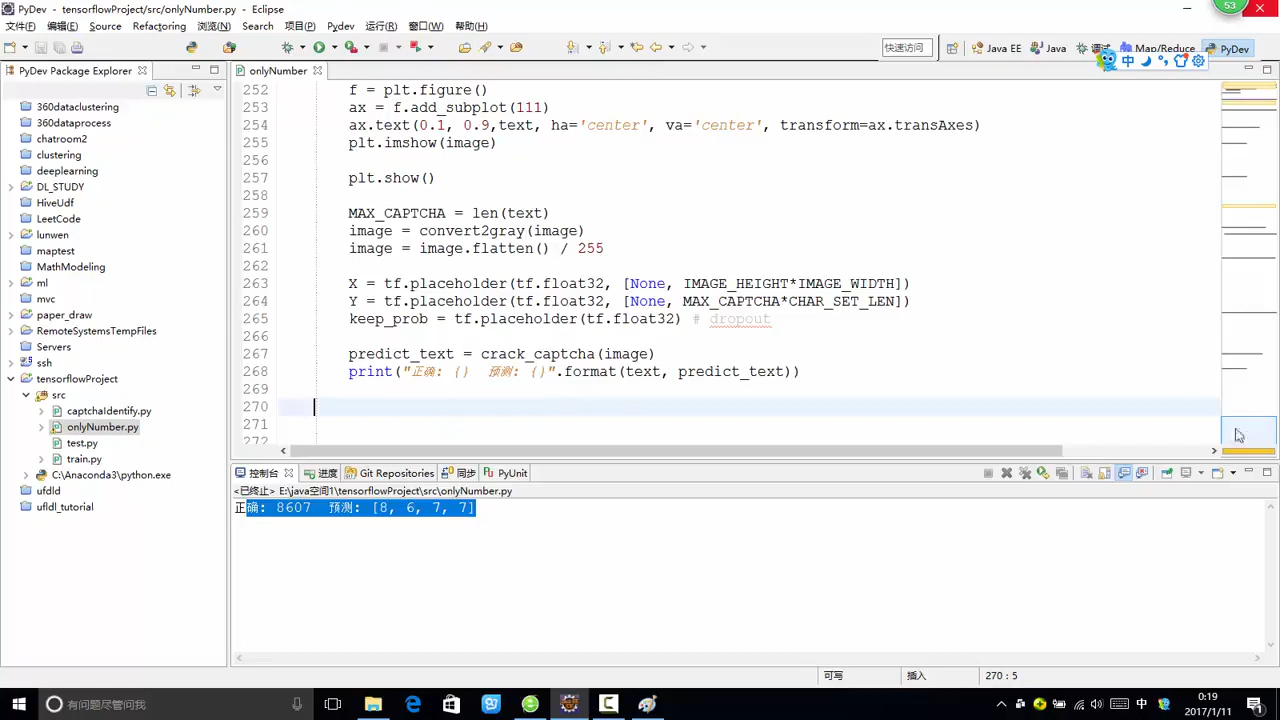 PyDev - tensorflowProject/src/onlyNumber.py - Eclipse
53
文件(F) 编辑(E) Source Refactoring 浏览(N) Search 项目(P) Pydev 运行(R) 窗口(W) 帮助(H)
快速访问 Java EE Java 调试 Map/Reduce PyDev
中
PyDev Package Explorer
360dataclustering
360dataprocess
chatroom2
clustering
deeplearning
DL_STUDY
HiveUdf
LeetCode
lunwen
maptest
MathModeling
ml
mvc
paper_draw
RemoteSystemsTempFiles
Servers
ssh
tensorflowProject
src
captchaIdentify.py
onlyNumber.py
test.py
train.py
C:\Anaconda3\python.exe
ufdld
ufldl_tutorial
onlyNumber
252 f = plt.figure()
253 ax = f.add_subplot(111)
254 ax.text(0.1, 0.9,text, ha='center', va='center', transform=ax.transAxes)
255 plt.imshow(image)
256
257 plt.show()
258
259 MAX_CAPTCHA = len(text)
260 image = convert2gray(image)
261 image = image.flatten() / 255
262
263 X = tf.placeholder(tf.float32, [None, IMAGE_HEIGHT*IMAGE_WIDTH])
264 Y = tf.placeholder(tf.float32, [None, MAX_CAPTCHA*CHAR_SET_LEN])
265 keep_prob = tf.placeholder(tf.float32) # dropout
266
267 predict_text = crack_captcha(image)
268 print("正确: {}  预测: {}".format(text, predict_text))
269
270
271
272
控制台 进度 Git Repositories 同步 PyUnit
<已终止> E:\java空间1\tensorflowProject\src\onlyNumber.py
正确: 8607  预测: [8, 6, 7, 7]
可写 插入 270 : 5
有问题尽管问我
中
0:19
2017/1/11
1